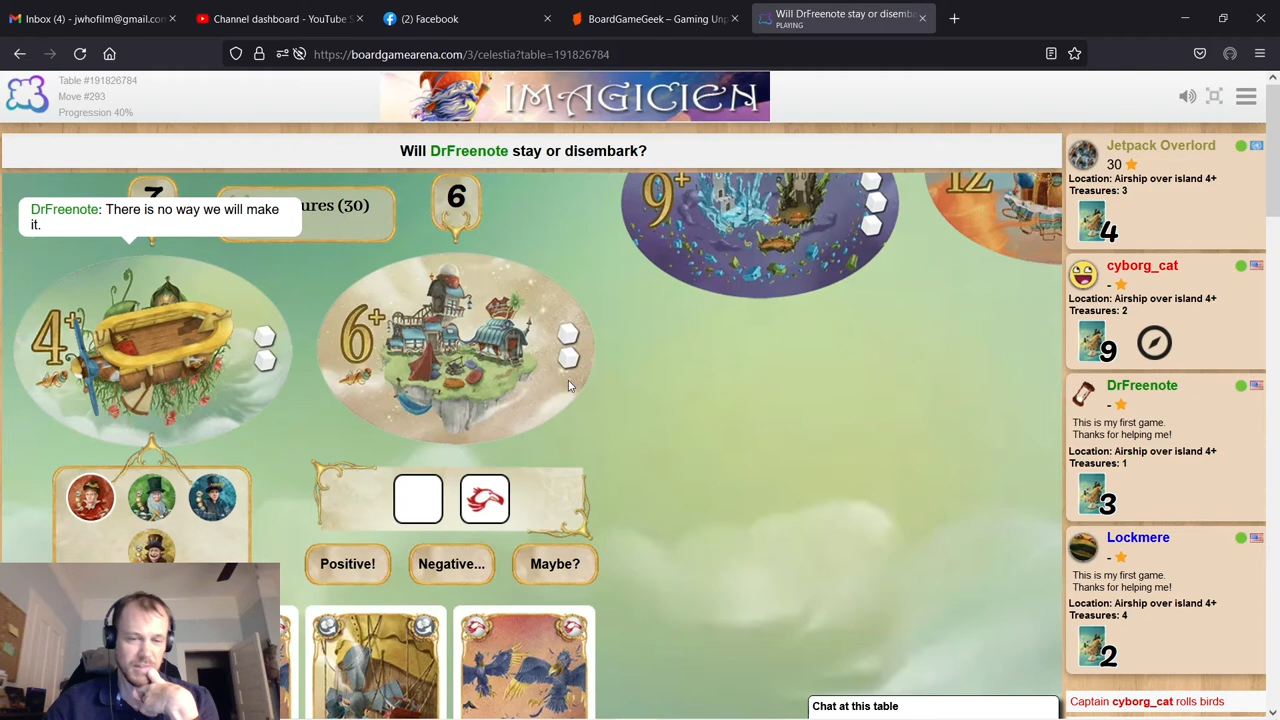 Inbox (4) - jwhofilm@gmail.con
Channel dashboard - YouTube S
(2) Facebook
BoardGameGeek – Gaming Unp
Will DrFreenote stay or disemba
PLAYING
https://boardgamearena.com/3/celestia?table=191826784
Table #191826784
Move #293
Progression 40%
IMAGICIEN
Will DrFreenote stay or disembark?
Jetpack Overlord
30
Location: Airship over island 4+
Treasures: 3
4
cyborg_cat
-
Location: Airship over island 4+
Treasures: 2
9
DrFreenote
-
This is my first game.
Thanks for helping me!
Location: Airship over island 4+
Treasures: 1
3
Lockmere
-
This is my first game.
Thanks for helping me!
Location: Airship over island 4+
Treasures: 4
2
Captain cyborg_cat rolls birds
ures (30)
6
9+
12
DrFreenote: There is no way we will make
it.
4+
6+
Positive!
Negative...
Maybe?
Chat at this table